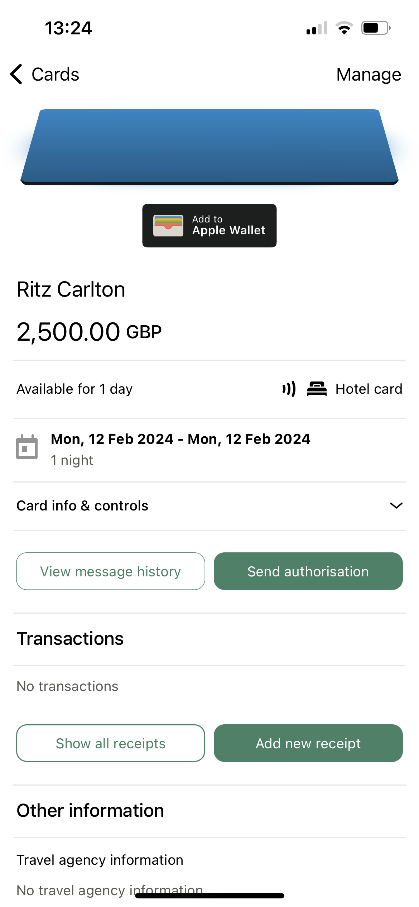 13:24
Cards
Manage
Add to
Apple Wallet
Ritz Carlton
2,500.00 GBP
Available for 1 day
Hotel card
Mon, 12 Feb 2024 - Mon, 12 Feb 2024
1 night
Card info & controls
View message history
Send authorisation
Transactions
No transactions
Show all receipts
Add new receipt
Other information
Travel agency information
No travel agency information